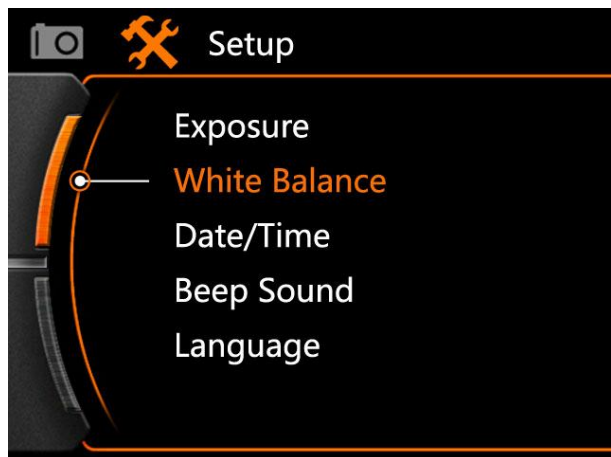 Setup
Exposure
White Balance
Date/Time
Beep Sound
Language